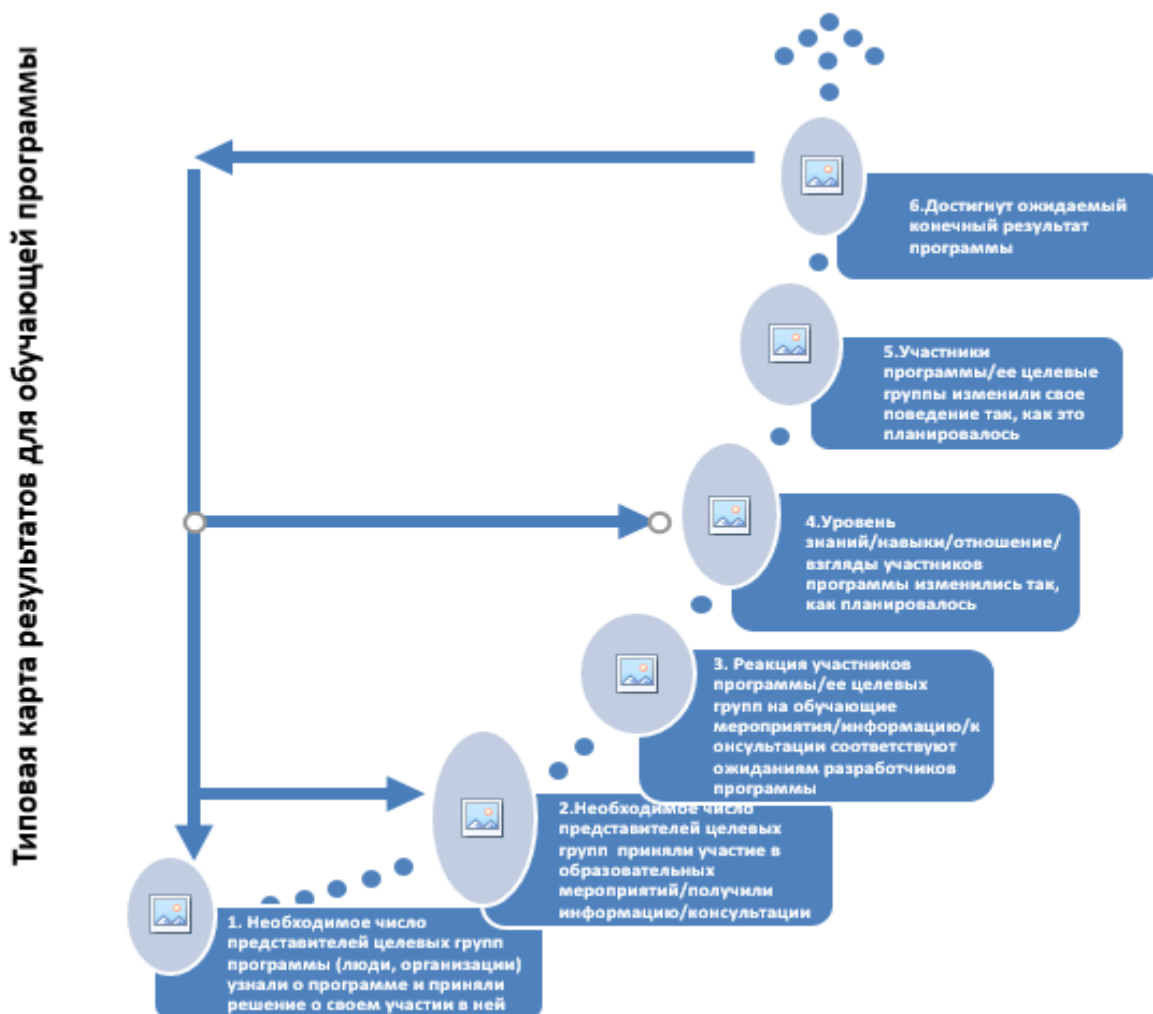 Типовая карта результатов для обучающей программы
6.Достигнут ожидаемый
конечный результат
программы
5.Участники
программы/ее целевые
группы изменили свое
поведение так, как это
планировалось
4.Уровень
знаний/навыки/отношение/
взгляды участников
программы изменились так,
как планировалось
3. Реакция участников
программы/ее целевых
групп на обучающие
мероприятия/информацию/к
онсультации соответствуют
ожиданиям разработчиков
программы
2.Необходимое число
представителей целевых
групп приняли участие в
образовательных
мероприятий/получили
информацию/консультации
1. Необходимое число
представителей целевых групп
программы (люди, организации)
узнали о программе и приняли
решение о своем участии в ней